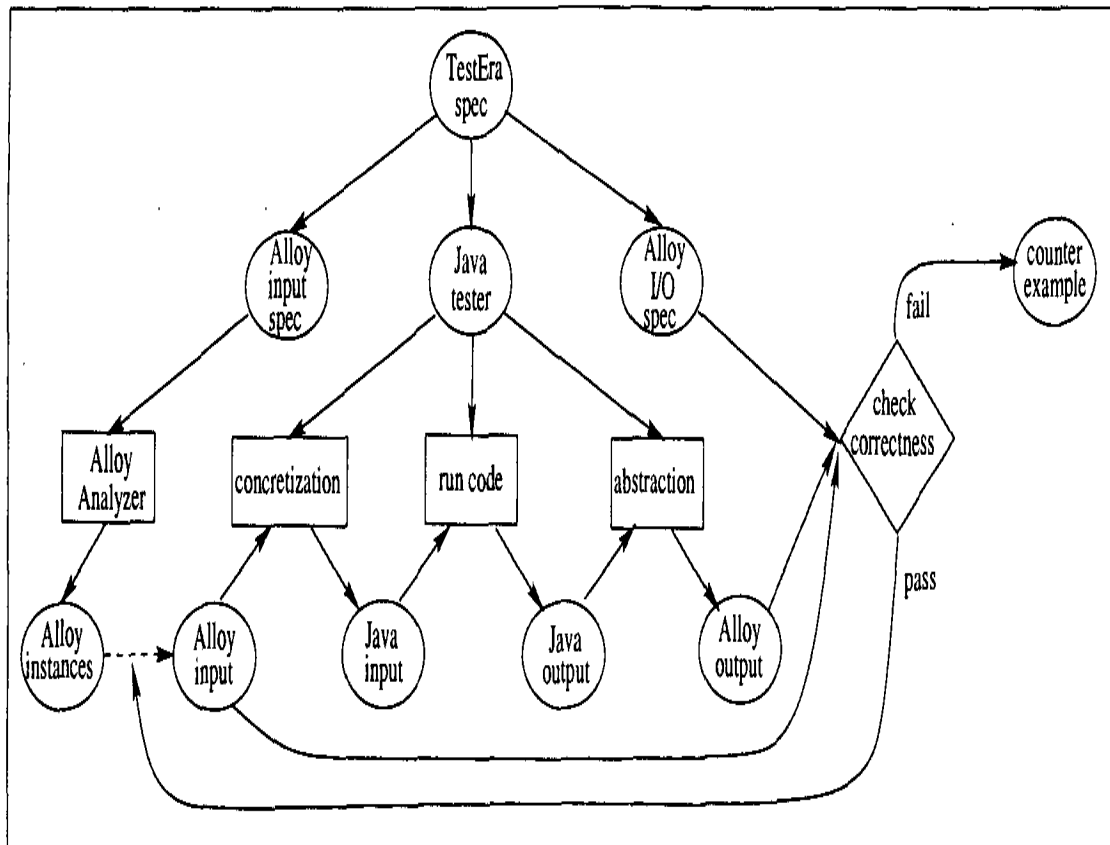 TestEra
spec
Alloy
input
spec
Java
tester
Alloy
I/O
spec
counter
example
fail
check
correctness
Alloy
Analyzer
concretization
run code
abstraction
pass
Alloy
instances
Alloy
input
Java
input
Java
output
Alloy
output